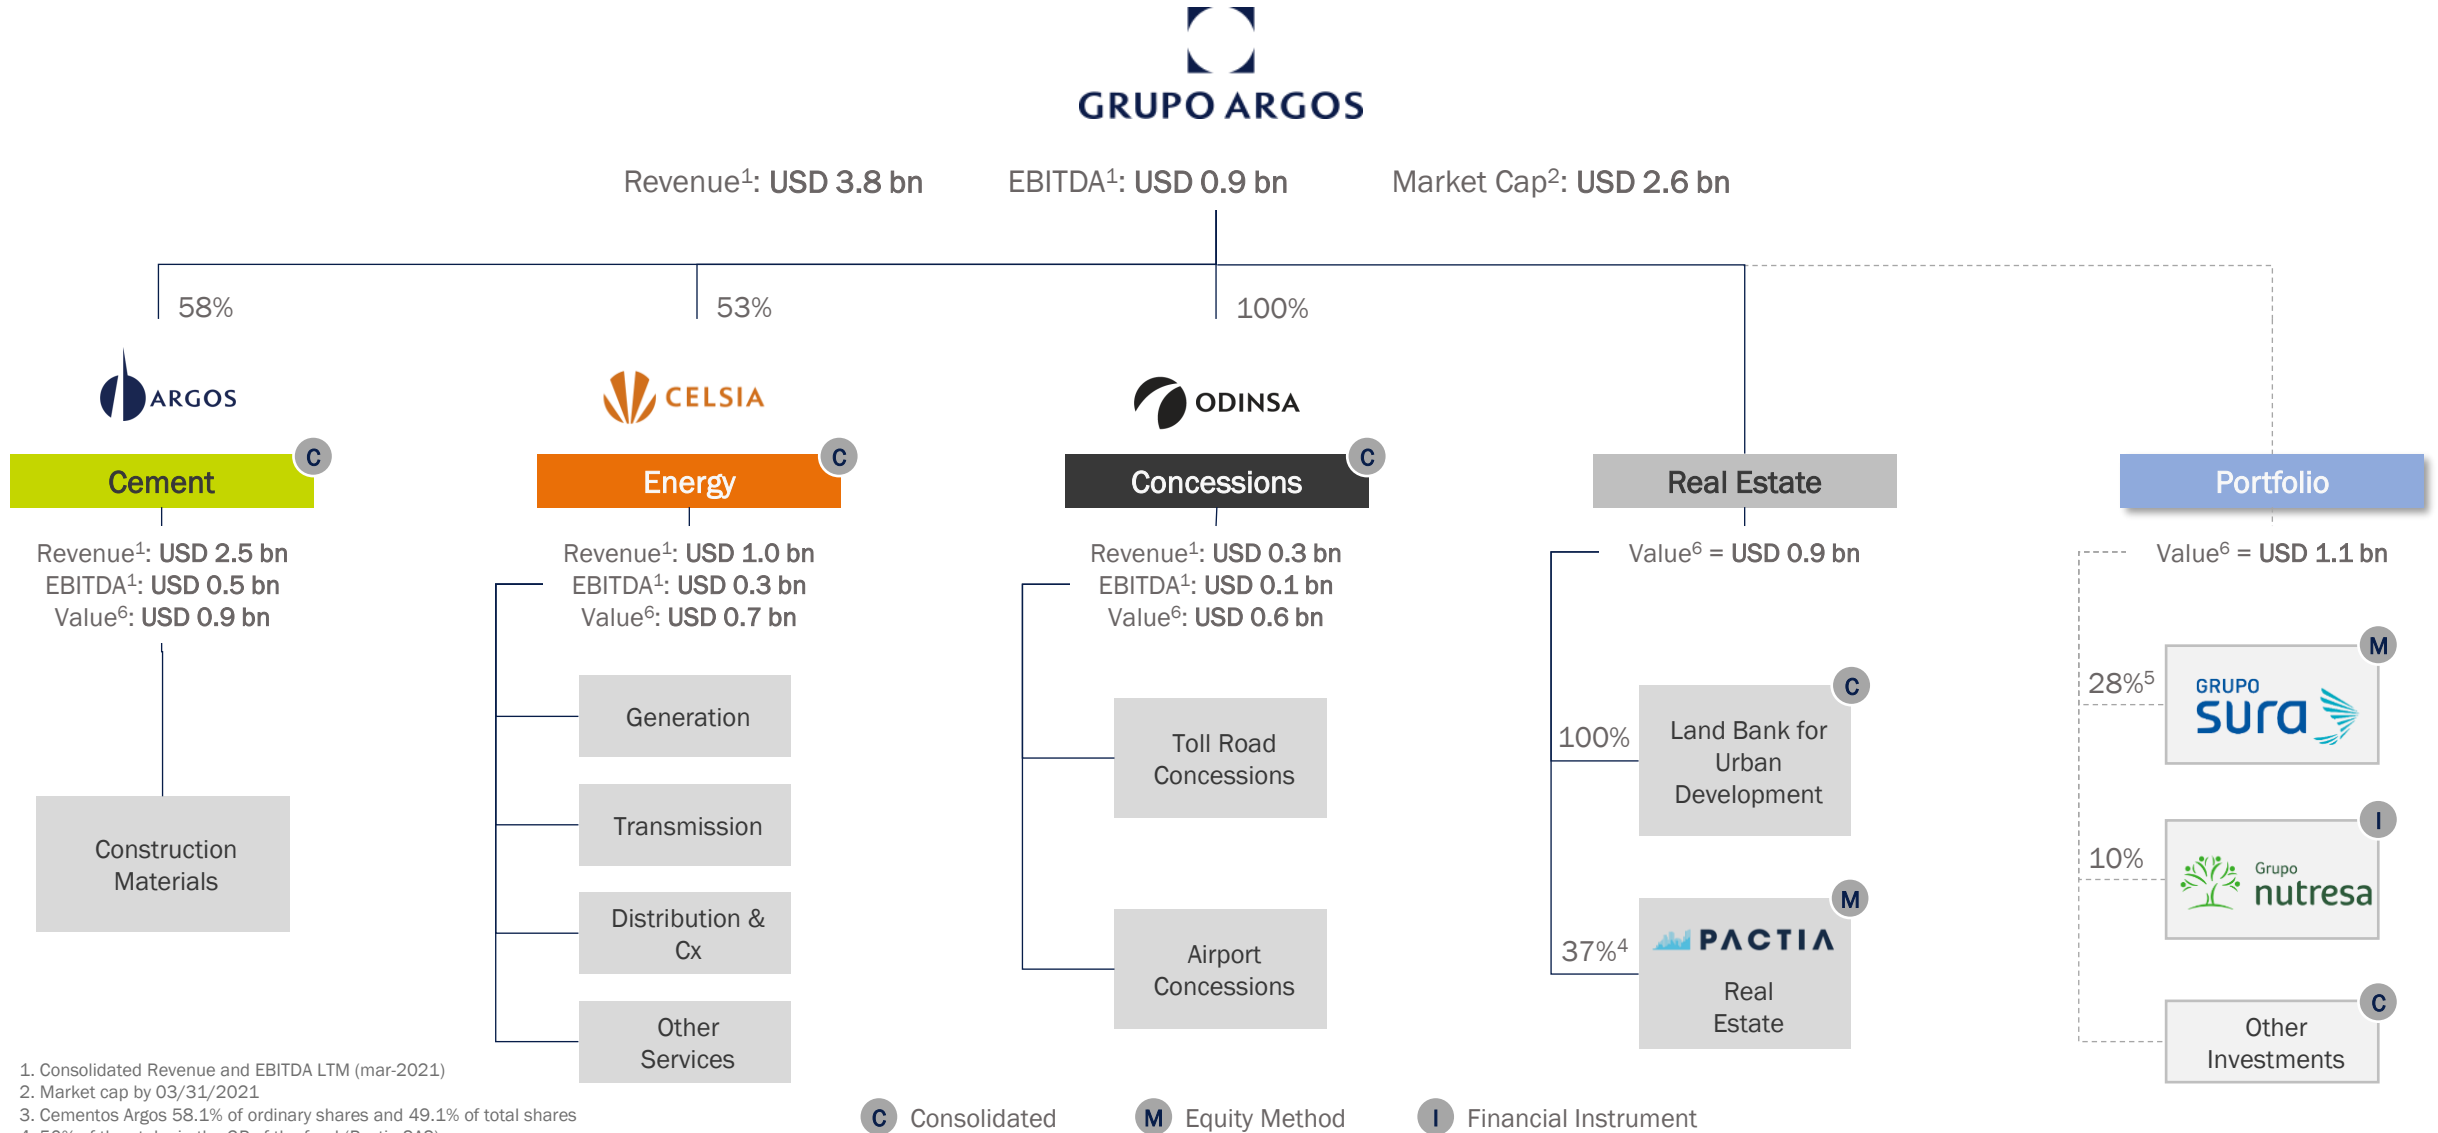 GRUPO ARGOS
Revenue¹: USD 3.8 bn
EBITDA¹: USD 0.9 bn
Market Cap²: USD 2.6 bn
58%
53%
100%
ARGOS
CELSIA
ODINSA
C
Cement
C
Energy
C
Concessions
Real Estate
Portfolio
Revenue¹: USD 2.5 bn
EBITDA¹: USD 0.5 bn
Value⁶: USD 0.9 bn
Revenue¹: USD 1.0 bn
EBITDA¹: USD 0.3 bn
Value⁶: USD 0.7 bn
Revenue¹: USD 0.3 bn
EBITDA¹: USD 0.1 bn
Value⁶: USD 0.6 bn
Value⁶ = USD 0.9 bn
Value⁶ = USD 1.1 bn
Construction
Materials
Generation
Transmission
Distribution &
Cx
Other
Services
Toll Road
Concessions
Airport
Concessions
100%
C
Land Bank for
Urban
Development
37%⁴
M
PACTIA
Real
Estate
28%⁵
M
GRUPO
sura
10%
I
Grupo
nutresa
C
Other
Investments
1. Consolidated Revenue and EBITDA LTM (mar-2021)
2. Market cap by 03/31/2021
3. Cementos Argos 58.1% of ordinary shares and 49.1% of total shares
C Consolidated
M Equity Method
I Financial Instrument